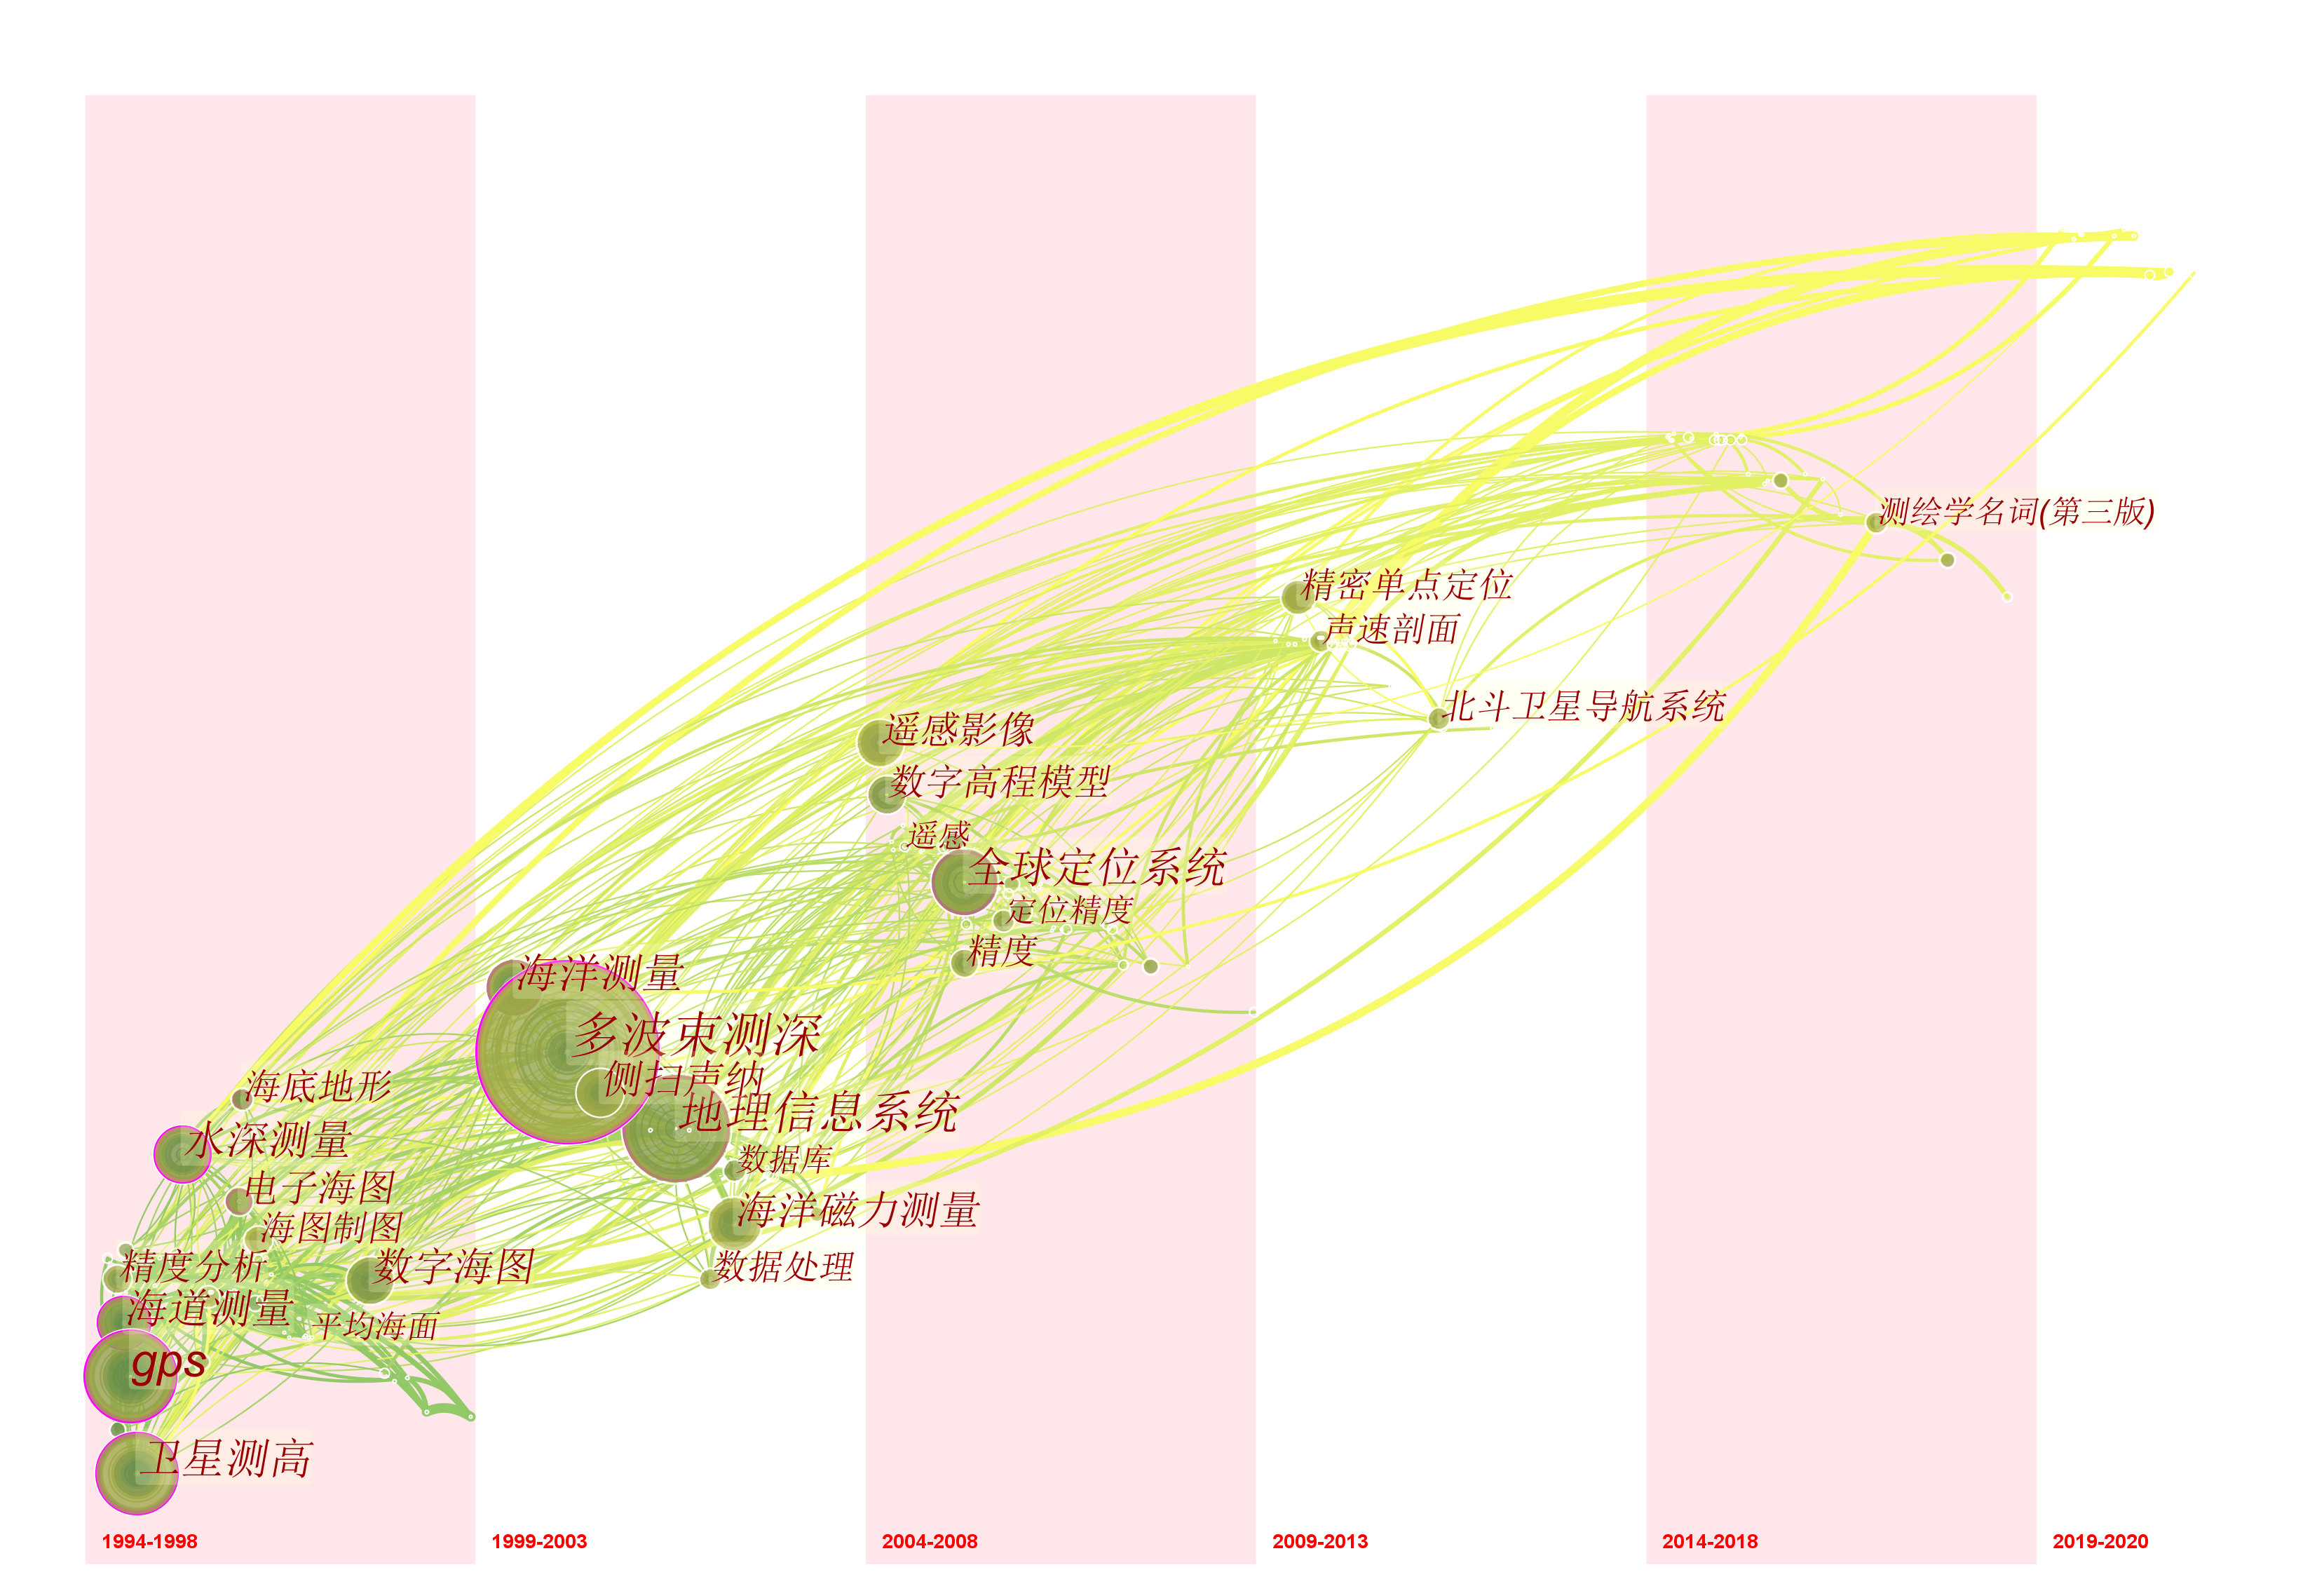 测绘学名词(第三版)
精密单点定位
声速剖面
北斗卫星导航系统
遥感影像
数字高程模型
遥感
全球定位系统
定位精度
精度
海洋测量
多波束测深
侧扫声纳
地理信息系统
海底地形
水深测量
数据库
电子海图
海洋磁力测量
海图制图
精度分析
数字海图
数据处理
海道测量
平均海面
gps
卫星测高
1994-1998
1999-2003
2004-2008
2009-2013
2014-2018
2019-2020